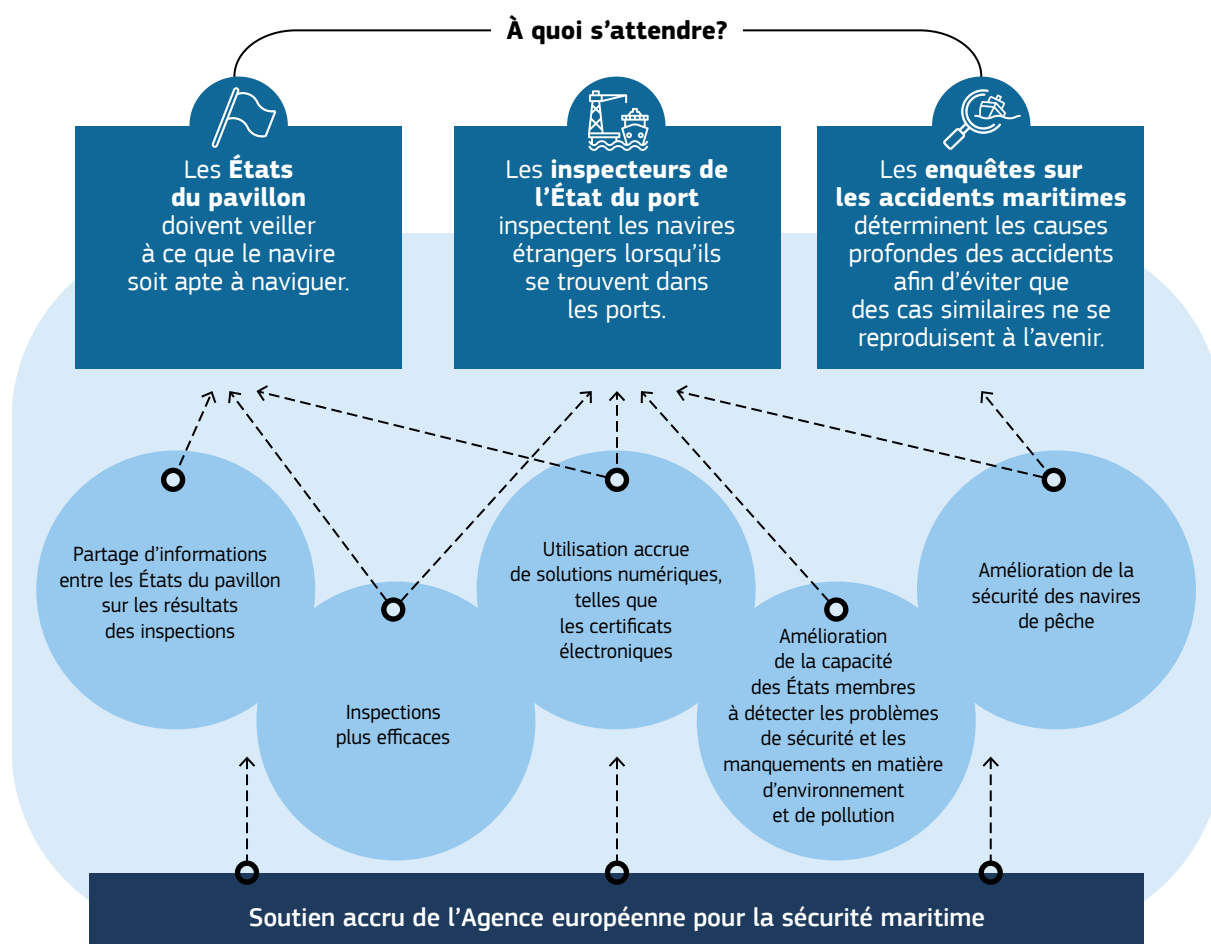 À quoi s’attendre?
Les États
du pavillon
doivent veiller
à ce que le navire
soit apte à naviguer.
Les inspecteurs de
l’État du port
inspectent les navires
étrangers lorsqu’ils
se trouvent dans
les ports.
Les enquêtes sur
les accidents maritimes
déterminent les causes
profondes des accidents
afin d’éviter que
des cas similaires ne se
reproduisent à l’avenir.
Partage d’informations
entre les États du pavillon
sur les résultats
des inspections
Inspections
plus efficaces
Utilisation accrue
de solutions numériques,
telles que
les certificats
électroniques
Amélioration
de la capacité
des États membres
à détecter les problèmes
de sécurité et les
manquements en matière
d’environnement
et de pollution
Amélioration de la
sécurité des navires
de pêche
Soutien accru de l’Agence européenne pour la sécurité maritime